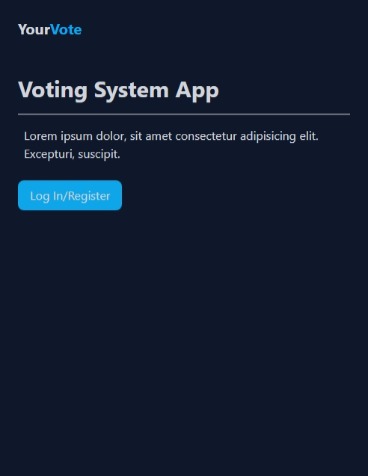 YourVote
Voting System App
Lorem ipsum dolor, sit amet consectetur adipisicing elit.
Excepturi, suscipit.
Log In/Register